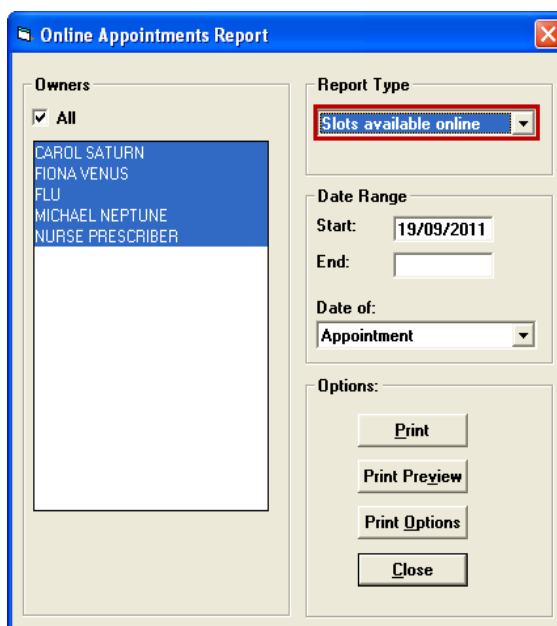 Online Appointments Report
Owners
All
CAROL SATURN
FIONA VENUS
FLU
MICHAEL NEPTUNE
NURSE PRESCRIBER
Report Type
Slots available online
Date Range
Start: 19/09/2011
End:
Date of:
Appointment
Options:
Print
Print Preview
Print Options
Close